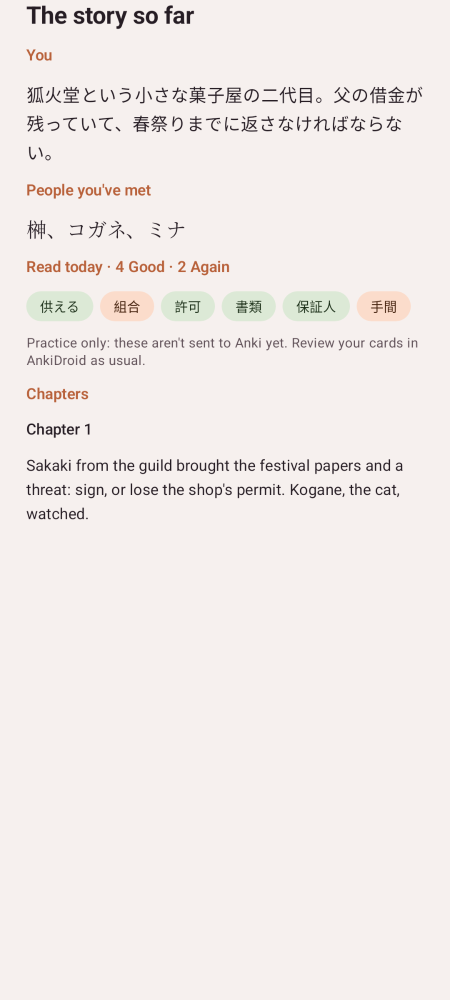 The story so far
You
狐火堂という小さな菓子屋の二代目。父の借金が
残っていて、春祭りまでに返さなければならな
い。
People you've met
榊、コガネ、ミナ
Read today · 4 Good · 2 Again
供える 組合 許可 書類 保証人 手間
Practice only: these aren't sent to Anki yet. Review your cards in
AnkiDroid as usual.
Chapters
Chapter 1
Sakaki from the guild brought the festival papers and a
threat: sign, or lose the shop's permit. Kogane, the cat,
watched.